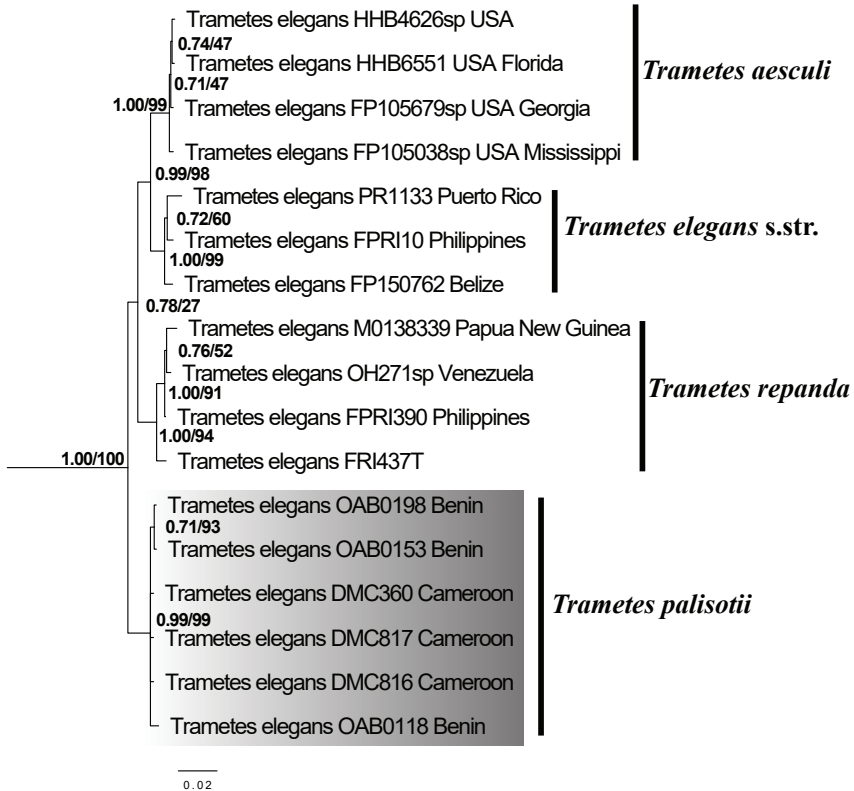 Trametes elegans HHB4626sp USA
0.74/47
Trametes elegans HHB6551 USA Florida
Trametes aesculi
0.71/47
1.00/99
Trametes elegans FP105679sp USA Georgia
Trametes elegans FP105038sp USA Mississippi
0.99/98
Trametes elegans PR1133 Puerto Rico
0.72/60
Trametes elegans s.str.
Trametes elegans FPRI10 Philippines
1.00/99
Trametes elegans FP150762 Belize
0.78/27
Trametes elegans M0138339 Papua New Guinea
0.76/52
Trametes elegans OH271sp Venezuela
Trametes repanda
1.00/91
Trametes elegans FPRI390 Philippines
1.00/94
1.00/100
Trametes elegans FRI437T
Trametes elegans OAB0198 Benin
0.71/93
Trametes elegans OAB0153 Benin
Trametes elegans DMC360 Cameroon
Trametes palisotii
0.99/99
Trametes elegans DMC817 Cameroon
Trametes elegans DMC816 Cameroon
Trametes elegans OAB0118 Benin
0.02